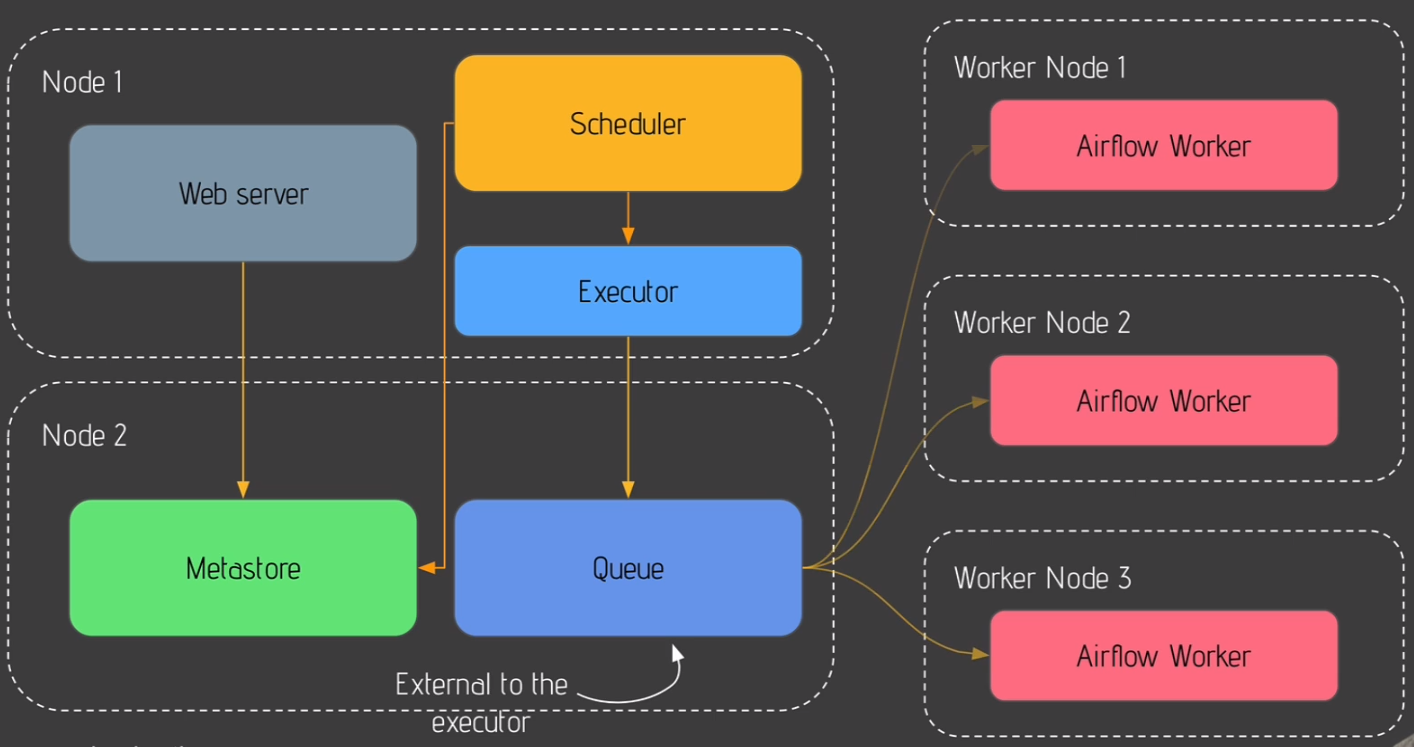 Node 1
Scheduler
Web server
Executor
Node 2
Metastore
Queue
External to the
executor
Worker Node 1
Airflow Worker
Worker Node 2
Airflow Worker
Worker Node 3
Airflow Worker